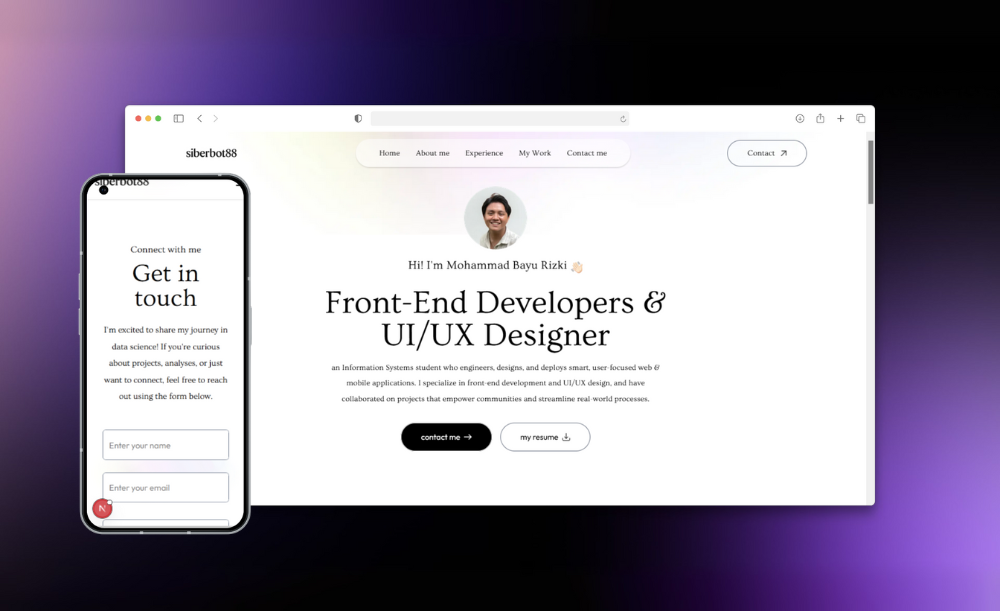 siberbot88
Home About me Experience My Work Contact me
Contact
Hi! I'm Mohammad Bayu Rizki
Front-End Developers &
UI/UX Designer
an Information Systems student who engineers, designs, and deploys smart, user-focused web &
mobile applications. I specialize in front-end development and UI/UX design, and have
collaborated on projects that empower communities and streamline real-world processes.
contact me
my resume
siberbot88
Connect with me
Get in
touch
I'm excited to share my journey in
data science! If you're curious
about projects, analyses, or just
want to connect, feel free to reach
out using the form below.
Enter your name
Enter your email
N